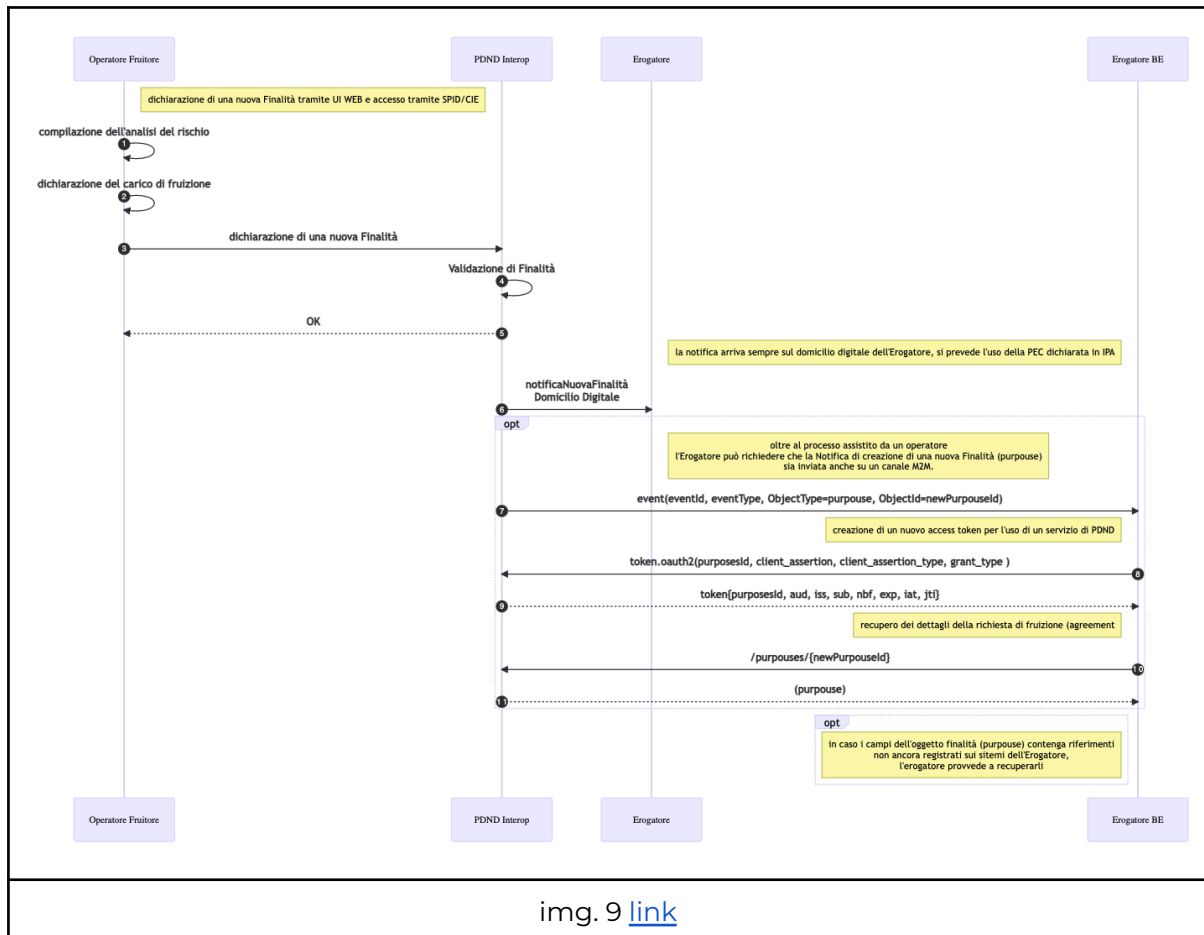 Operatore Fruitore
PDND Interop
Erogatore
Erogatore BE
dichiarazione di una nuova Finalità tramite UI WEB e accesso tramite SPID/CIE
compilazione dell'analisi del rischio
1
dichiarazione del carico di fruizione
2
dichiarazione di una nuova Finalità
3
Validazione di Finalità
4
OK
5
la notifica arriva sempre sul domicilio digitale dell'Erogatore, si prevede l'uso della PEC dichiarata in IPA
notificaNuovaFinalità
Domicilio Digitale
6
opt
oltre al processo assistito da un operatore
l'Erogatore può richiedere che la Notifica di creazione di una nuova Finalità (purpouse)
sia inviata anche su un canale M2M.
event(eventId, eventType, ObjectType=purpouse, ObjectId=newPurpouseId)
7
creazione di un nuovo access token per l'uso di un servizio di PDND
token.oauth2(purposesId, client_assertion, client_assertion_type, grant_type )
8
token{purposesId, aud, iss, sub, nbf, exp, iat, jti}
9
recupero dei dettagli della richiesta di fruizione (agreement
/purpouses/{newPurpouseId}
10
(purpouse)
11
opt
in caso i campi dell'oggetto finalità (purpouse) contenga riferimenti
non ancora registrati sui sitemi dell'Erogatore,
l'erogatore provvede a recuperarli
Operatore Fruitore
PDND Interop
Erogatore
Erogatore BE
img. 9 link